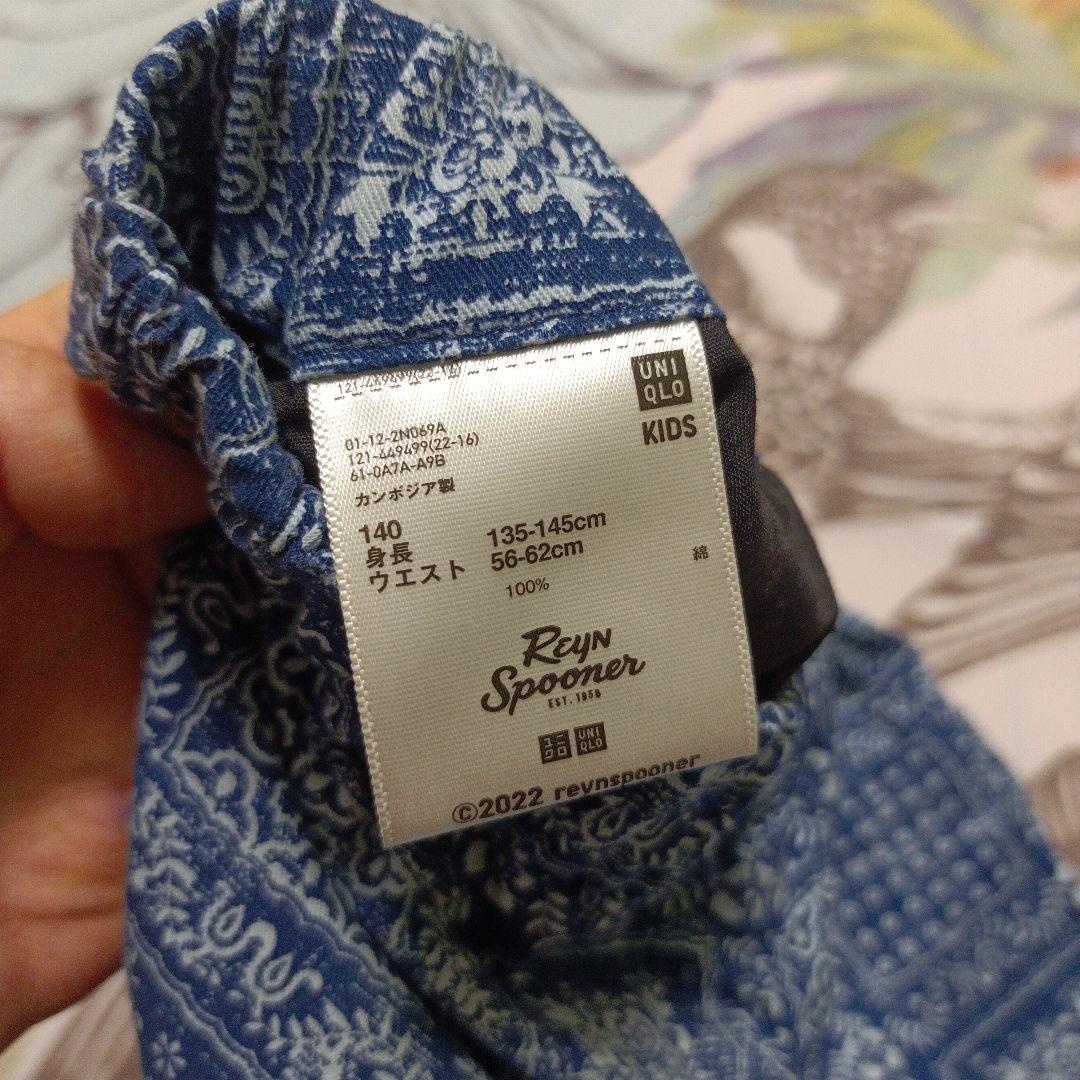 UNI
QLO
KIDS
01-12-2N069A
121-449499(22-16)
61-0A7A-A9B
カンボジア製
140
身長 135-145cm
ウエスト 56-62cm
綿 100%
REYN
Spooner
EST. 1956
ユニ
クロ
UNI
QLO
©2022 reynspooner